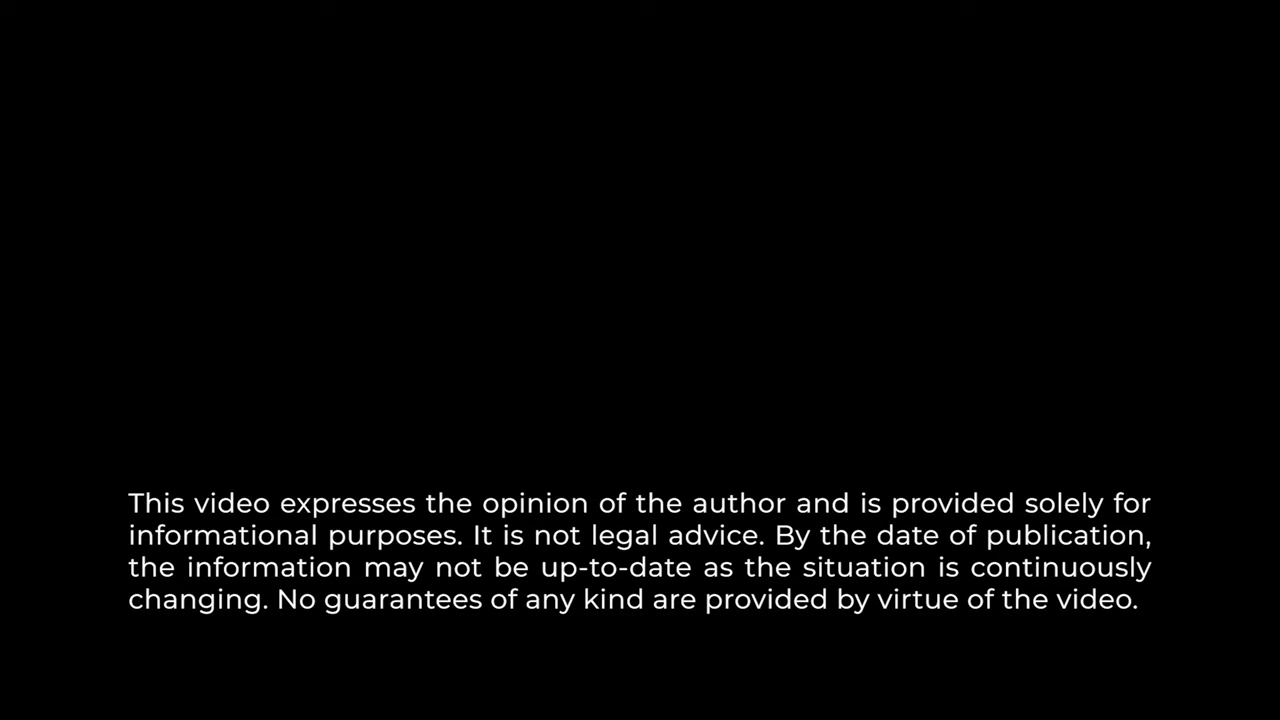 This video expresses the opinion of the author and is provided solely for
informational purposes. It is not legal advice. By the date of publication,
the information may not be up-to-date as the situation is continuously
changing. No guarantees of any kind are provided by virtue of the video.